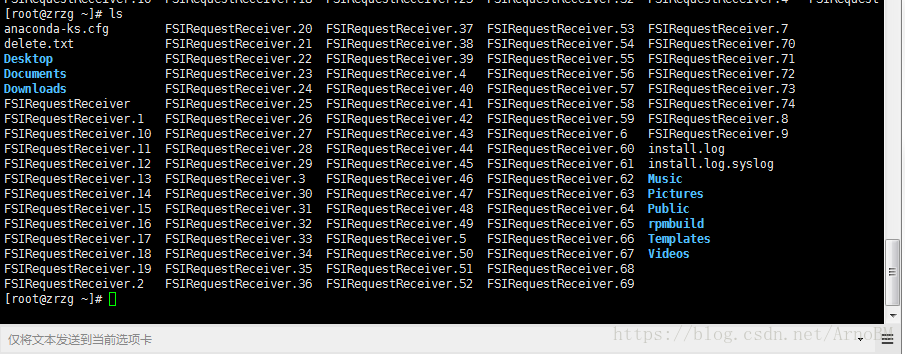 [root@zrzg ~]# ls
anaconda-ks.cfg FSIRequestReceiver.20 FSIRequestReceiver.37 FSIRequestReceiver.53 FSIRequestReceiver.7
delete.txt FSIRequestReceiver.21 FSIRequestReceiver.38 FSIRequestReceiver.54 FSIRequestReceiver.70
Desktop FSIRequestReceiver.22 FSIRequestReceiver.39 FSIRequestReceiver.55 FSIRequestReceiver.71
Documents FSIRequestReceiver.23 FSIRequestReceiver.4 FSIRequestReceiver.56 FSIRequestReceiver.72
Downloads FSIRequestReceiver.24 FSIRequestReceiver.40 FSIRequestReceiver.57 FSIRequestReceiver.73
FSIRequestReceiver FSIRequestReceiver.25 FSIRequestReceiver.41 FSIRequestReceiver.58 FSIRequestReceiver.74
FSIRequestReceiver.1 FSIRequestReceiver.26 FSIRequestReceiver.42 FSIRequestReceiver.59 FSIRequestReceiver.8
FSIRequestReceiver.10 FSIRequestReceiver.27 FSIRequestReceiver.43 FSIRequestReceiver.6 FSIRequestReceiver.9
FSIRequestReceiver.11 FSIRequestReceiver.28 FSIRequestReceiver.44 FSIRequestReceiver.60 install.log
FSIRequestReceiver.12 FSIRequestReceiver.29 FSIRequestReceiver.45 FSIRequestReceiver.61 install.log.syslog
FSIRequestReceiver.13 FSIRequestReceiver.3 FSIRequestReceiver.46 FSIRequestReceiver.62 Music
FSIRequestReceiver.14 FSIRequestReceiver.30 FSIRequestReceiver.47 FSIRequestReceiver.63 Pictures
FSIRequestReceiver.15 FSIRequestReceiver.31 FSIRequestReceiver.48 FSIRequestReceiver.64 Public
FSIRequestReceiver.16 FSIRequestReceiver.32 FSIRequestReceiver.49 FSIRequestReceiver.65 rpmbuild
FSIRequestReceiver.17 FSIRequestReceiver.33 FSIRequestReceiver.5 FSIRequestReceiver.66 Templates
FSIRequestReceiver.18 FSIRequestReceiver.34 FSIRequestReceiver.50 FSIRequestReceiver.67 Videos
FSIRequestReceiver.19 FSIRequestReceiver.35 FSIRequestReceiver.51 FSIRequestReceiver.68
FSIRequestReceiver.2 FSIRequestReceiver.36 FSIRequestReceiver.52 FSIRequestReceiver.69
[root@zrzg ~]#
仅将文本发送到当前选项卡
https://blog.csdn.net/ArnoBM